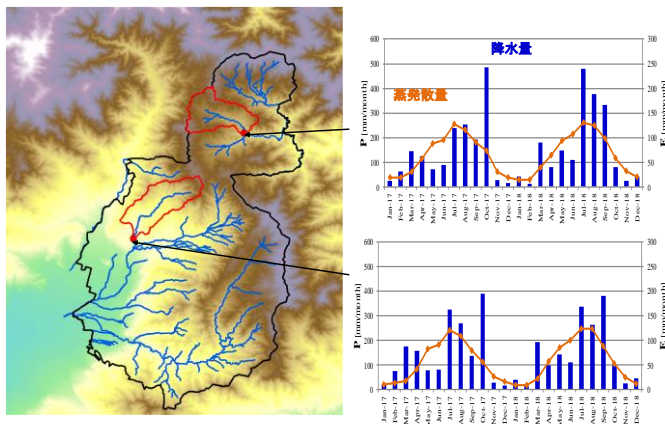 降水量
蒸発散量
600
500
400
300
200
100
0
P [mm/month]
300
250
200
150
100
50
0
E [mm/month]
Jan-17
Feb-17
Mar-17
Apr-17
May-17
Jun-17
Jul-17
Aug-17
Sep-17
Oct-17
Nov-17
Dec-17
Jan-18
Feb-18
Mar-18
Apr-18
May-18
Jun-18
Jul-18
Aug-18
Sep-18
Oct-18
Nov-18
Dec-18
600
500
400
300
200
100
0
P [mm/month]
300
250
200
150
100
50
0
E [mm/month]
Jan-17
Feb-17
Mar-17
Apr-17
May-17
Jun-17
Jul-17
Aug-17
Sep-17
Oct-17
Nov-17
Dec-17
Jan-18
Feb-18
Mar-18
Apr-18
May-18
Jun-18
Jul-18
Aug-18
Sep-18
Oct-18
Nov-18
Dec-18